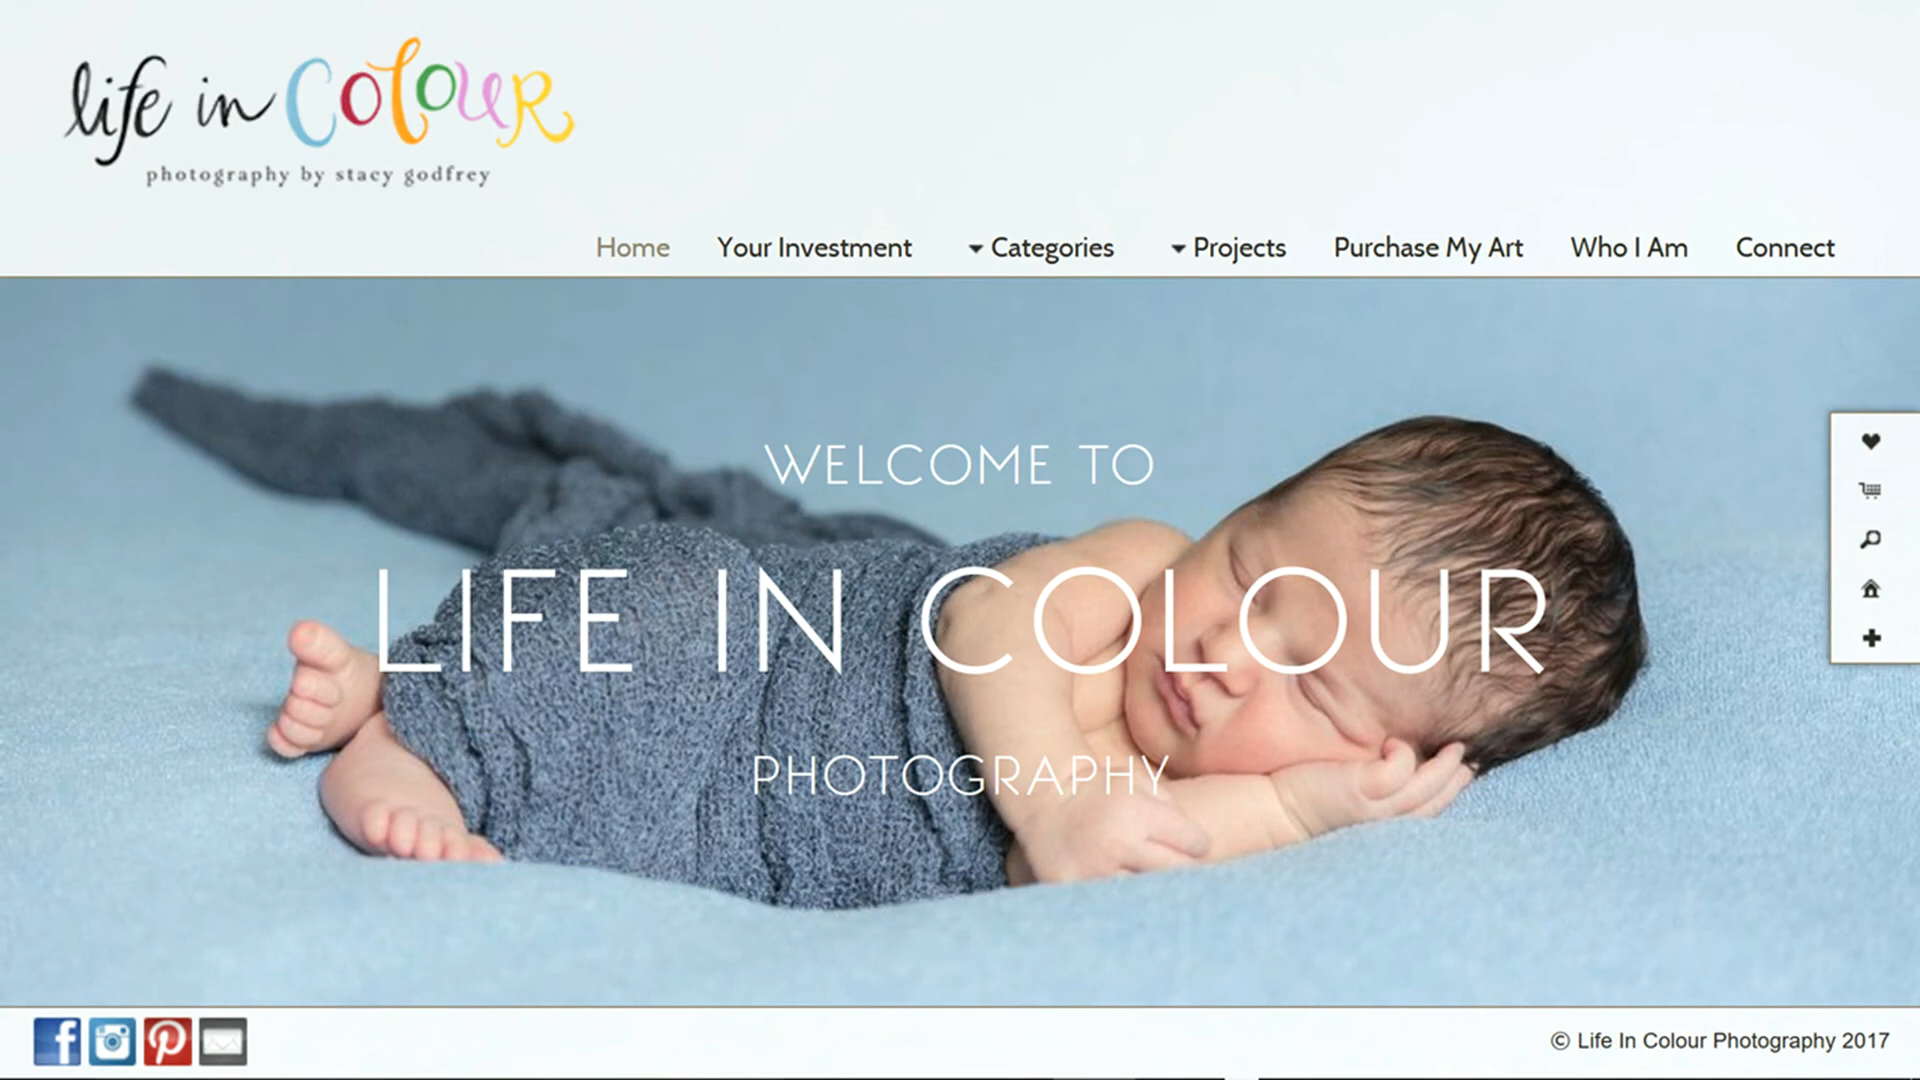 life in Colour
photography by stacy godfrey
Home Your Investment Categories Projects Purchase My Art Who I Am Connect
WELCOME TO
LIFE IN COLOUR
PHOTOGRAPHY
© Life In Colour Photography 2017